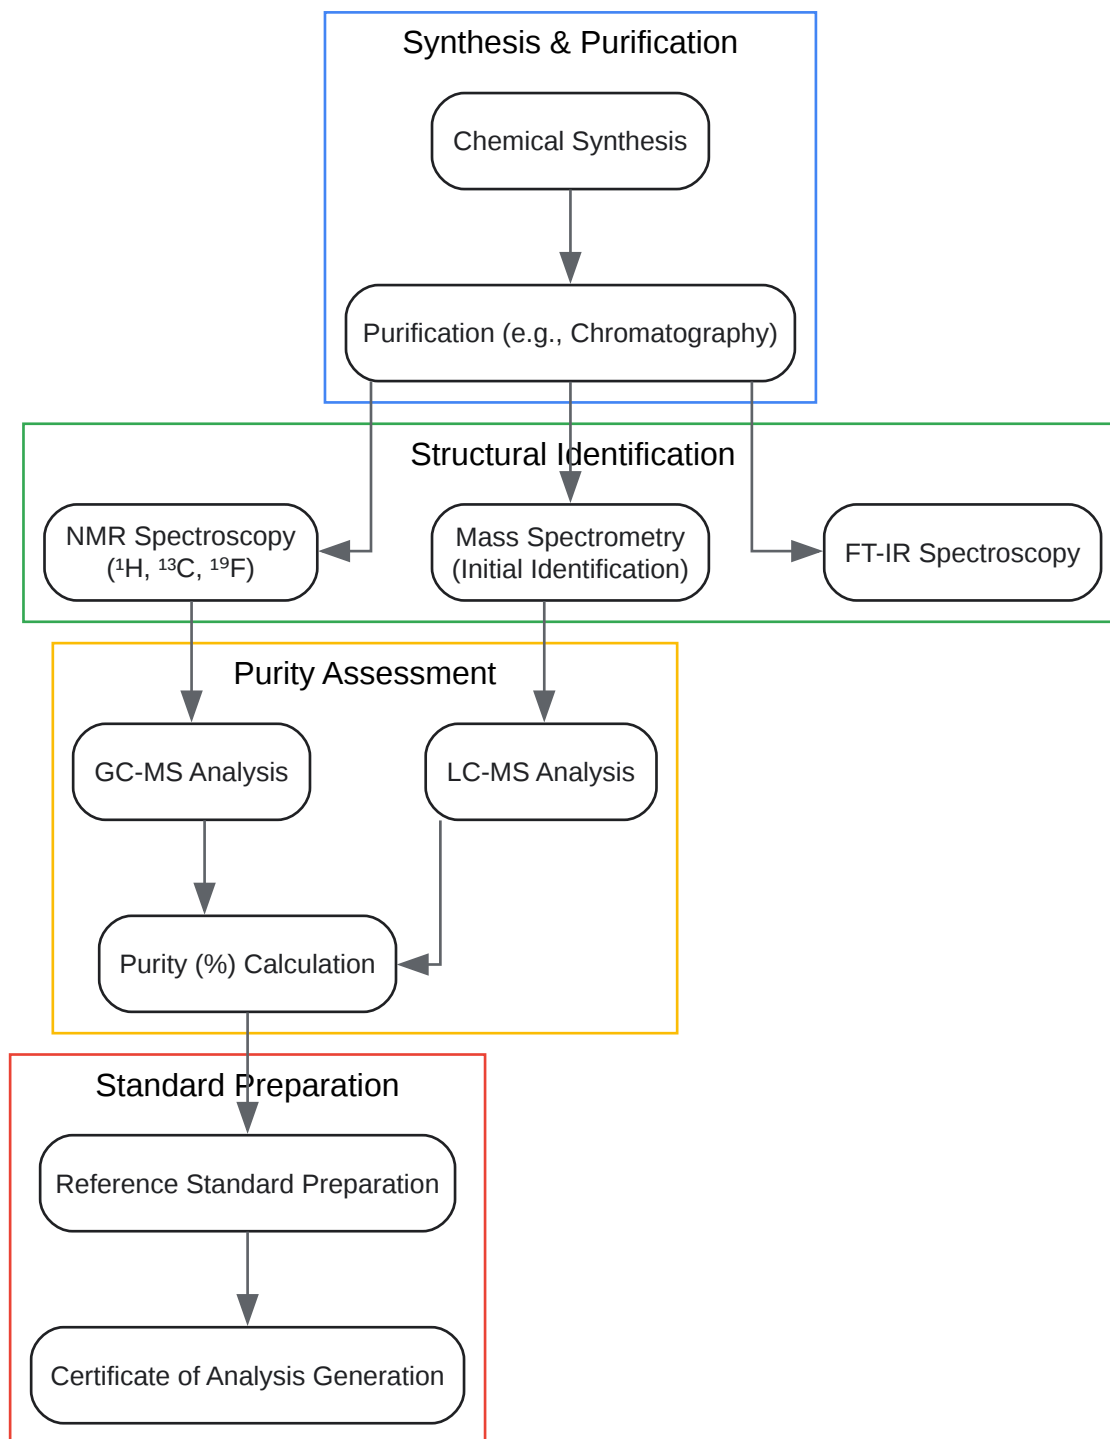 Synthesis & Purification
Chemical Synthesis
Purification (e.g., Chromatography)
Structural Identification
NMR Spectroscopy
(¹H, ¹³C, ¹⁹F)
Mass Spectrometry
(Initial Identification)
FT-IR Spectroscopy
Purity Assessment
GC-MS Analysis
LC-MS Analysis
Purity (%) Calculation
Standard Preparation
Reference Standard Preparation
Certificate of Analysis Generation